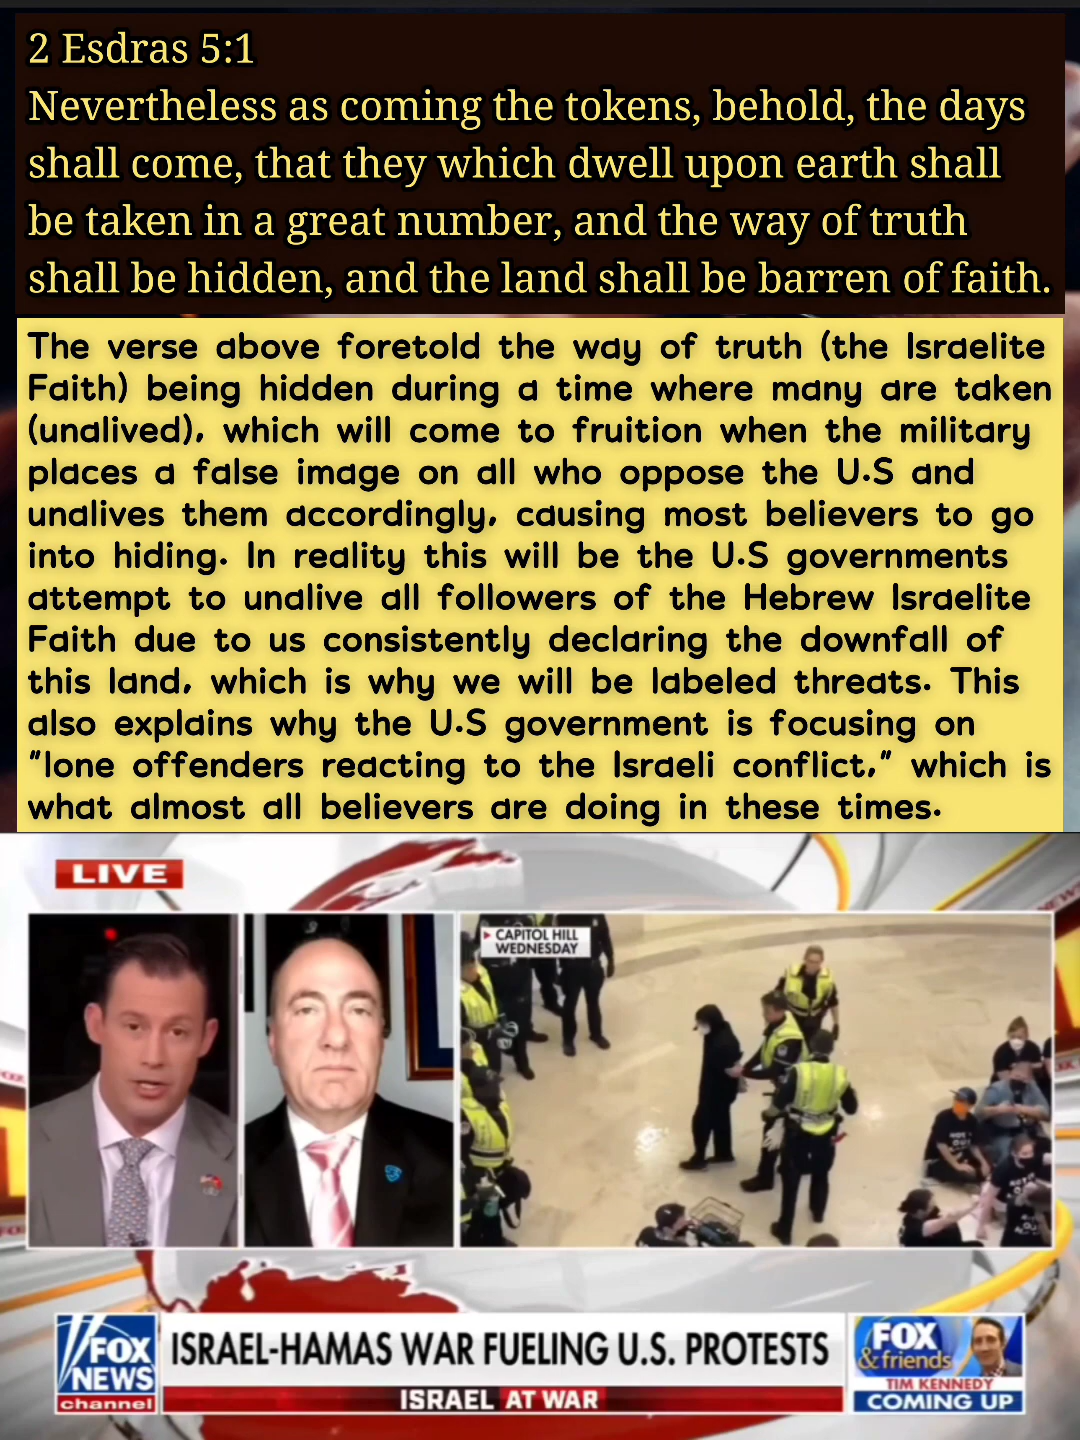 2 Esdras 5:1
Nevertheless as coming the tokens, behold, the days
shall come, that they which dwell upon earth shall
be taken in a great number, and the way of truth
shall be hidden, and the land shall be barren of faith.
The verse above foretold the way of truth (the Israelite
Faith) being hidden during a time where many are taken
(unalived), which will come to fruition when the military
places a false image on all who oppose the U.S and
unalives them accordingly, causing most believers to go
into hiding. In reality this will be the U.S governments
attempt to unalive all followers of the Hebrew Israelite
Faith due to us consistently declaring the downfall of
this land, which is why we will be labeled threats. This
also explains why the U.S government is focusing on
"lone offenders reacting to the Israeli conflict," which is
what almost all believers are doing in these times.
LIVE
CAPITOL HILL
WEDNESDAY
FOX
NEWS
channel
ISRAEL-HAMAS WAR FUELING U.S. PROTESTS
ISRAEL AT WAR
FOX
& friends
TIM KENNEDY
COMING UP